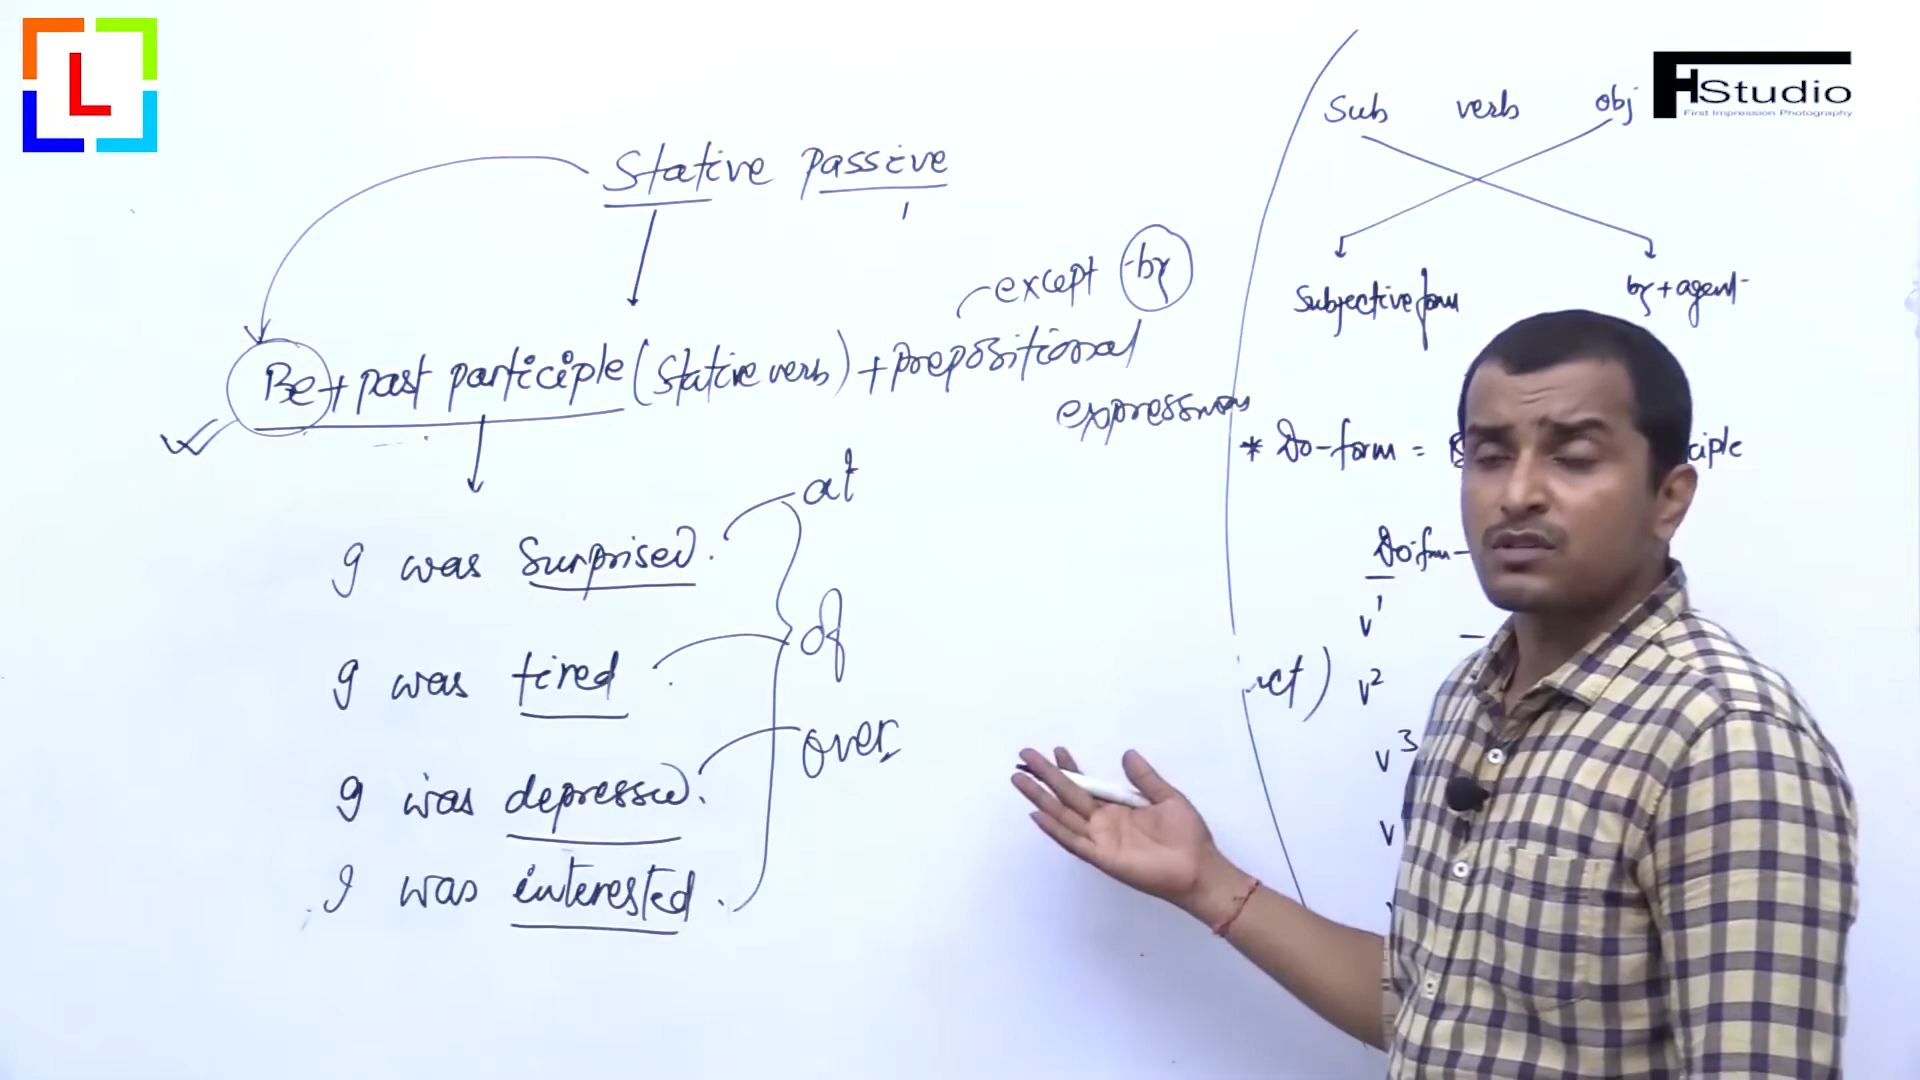 L
HStudio
First Impression Photography
Stative passive
except by
Be + past participle (Stative verb) + prepositional
expressions
I was surprised.
at
I was tired
of
I was depressed.
over
I was interested.
Sub verb obj
Subjective form by + agent
* Do-form =
Do-form -
V1
V2
V3
V